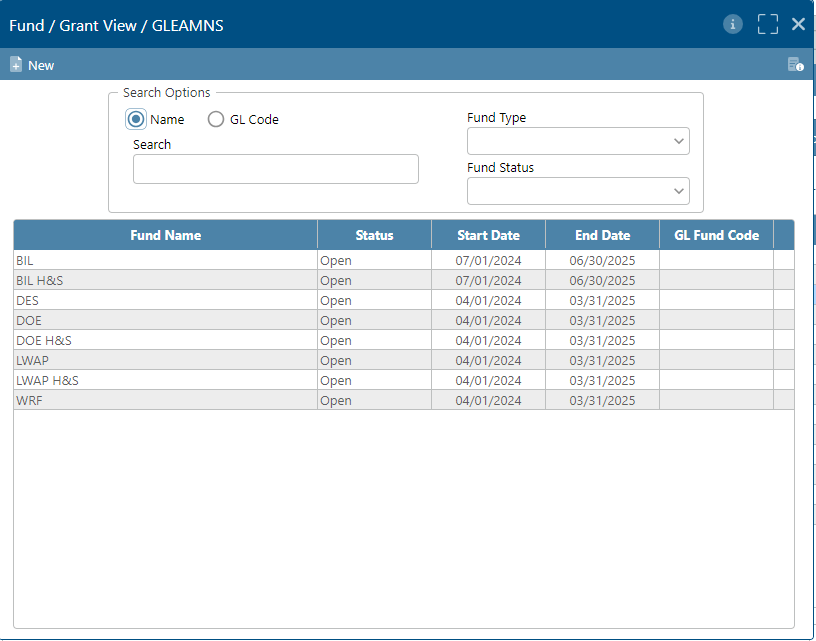 Fund / Grant View / GLEAMNS
New
Search Options
Name GL Code
Search
Fund Type
Fund Status
Fund Name Status Start Date End Date GL Fund Code
BIL Open 07/01/2024 06/30/2025
BIL H&S Open 07/01/2024 06/30/2025
DES Open 04/01/2024 03/31/2025
DOE Open 04/01/2024 03/31/2025
DOE H&S Open 04/01/2024 03/31/2025
LWAP Open 04/01/2024 03/31/2025
LWAP H&S Open 04/01/2024 03/31/2025
WRF Open 04/01/2024 03/31/2025